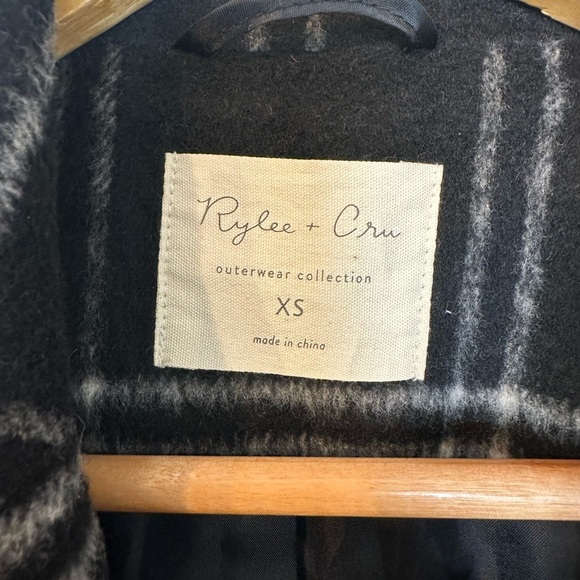 Rylee + Cru
outerwear collection
XS
made in china